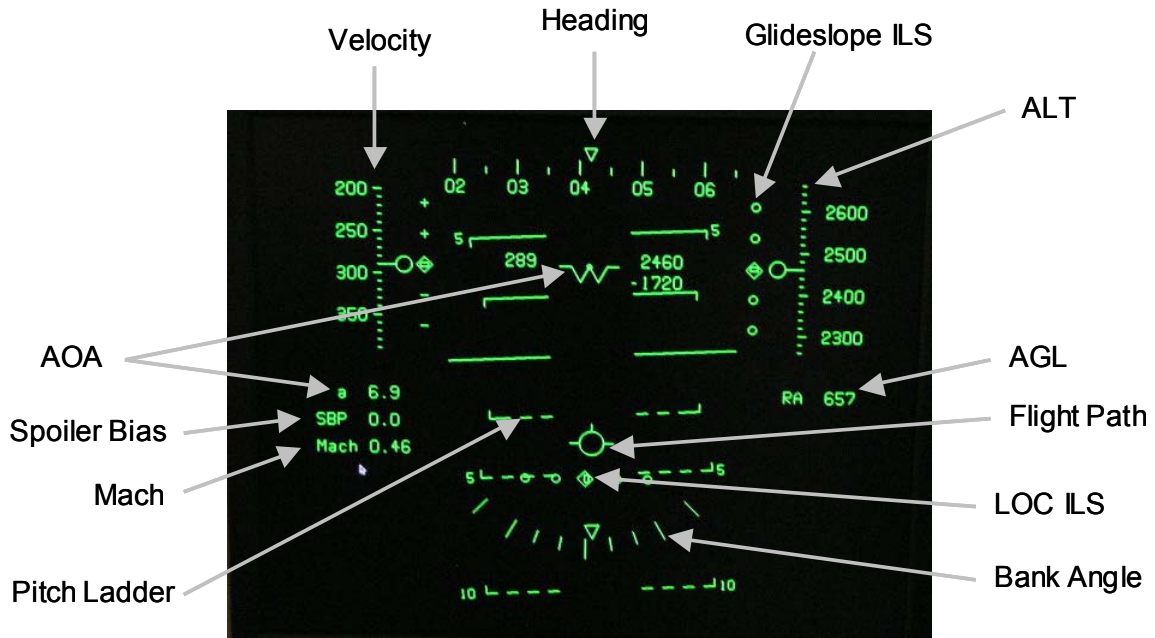 Heading
Velocity
Glideslope ILS
ALT
200
250
300
350
02 03 04 05 06
5 5
289
2460
-1720
2600
2500
2400
2300
AOA
AGL
a 6.9
SBP 0.0
Mach 0.46
RA 657
Spoiler Bias
Flight Path
Mach
5 5
LOC ILS
Pitch Ladder
Bank Angle
10 10